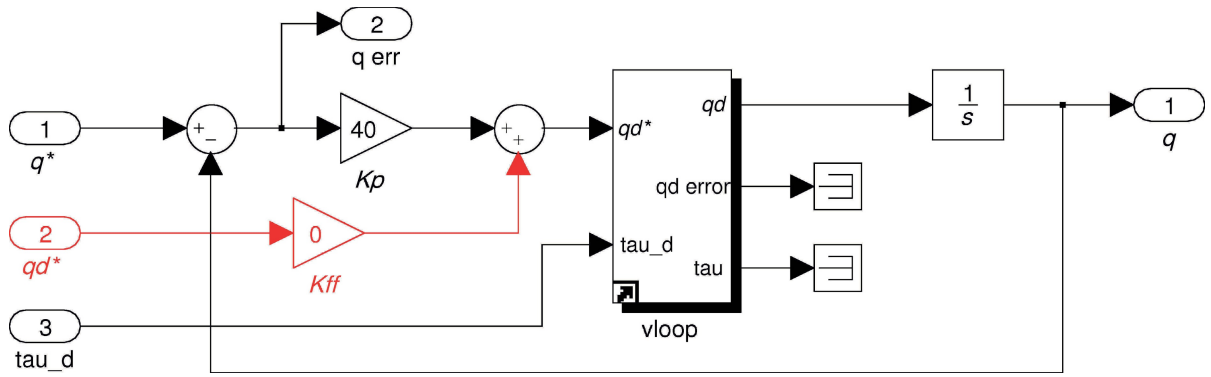 2
q err
1
q*
+
−
40
Kp
+
+
qd*
qd
1
s
1
q
qd error
tau_d
tau
vloop
2
qd*
0
Kff
3
tau_d